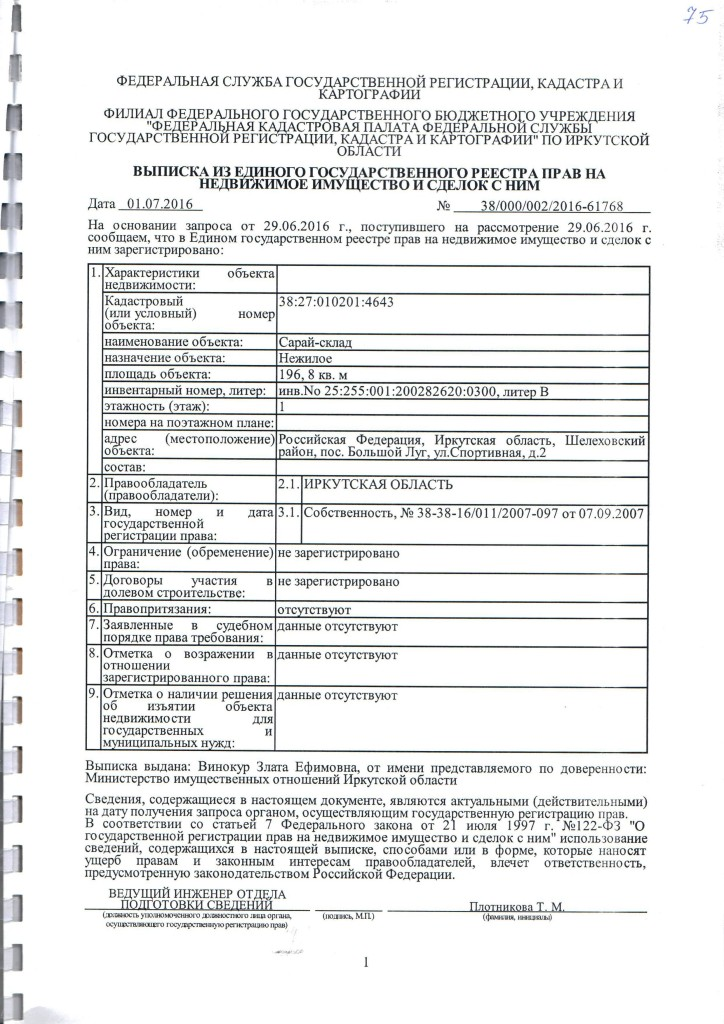 75
ФЕДЕРАЛЬНАЯ СЛУЖБА ГОСУДАРСТВЕННОЙ РЕГИСТРАЦИИ, КАДАСТРА И
КАРТОГРАФИИ
ФИЛИАЛ ФЕДЕРАЛЬНОГО ГОСУДАРСТВЕННОГО БЮДЖЕТНОГО УЧРЕЖДЕНИЯ
"ФЕДЕРАЛЬНАЯ КАДАСТРОВАЯ ПАЛАТА ФЕДЕРАЛЬНОЙ СЛУЖБЫ
ГОСУДАРСТВЕННОЙ РЕГИСТРАЦИИ, КАДАСТРА И КАРТОГРАФИИ" ПО ИРКУТСКОЙ
ОБЛАСТИ
ВЫПИСКА ИЗ ЕДИНОГО ГОСУДАРСТВЕННОГО РЕЕСТРА ПРАВ НА
НЕДВИЖИМОЕ ИМУЩЕСТВО И СДЕЛОК С НИМ
Дата 01.07.2016 № 38/000/002/2016-61768
На основании запроса от 29.06.2016 г., поступившего на рассмотрение 29.06.2016 г.
сообщаем, что в Едином государственном реестре прав на недвижимое имущество и сделок с
ним зарегистрировано:
1. Характеристики объекта
недвижимости:
Кадастровый 38:27:010201:4643
(или условный) номер
объекта:
наименование объекта: Сарай-склад
назначение объекта: Нежилое
площадь объекта: 196, 8 кв. м
инвентарный номер, литер: инв.No 25:255:001:200282620:0300, литер В
этажность (этаж): 1
номера на поэтажном плане:
адрес (местоположение) Российская Федерация, Иркутская область, Шелеховский
объекта: район, пос. Большой Луг, ул.Спортивная, д.2
состав:
2. Правообладатель 2.1. ИРКУТСКАЯ ОБЛАСТЬ
(правообладатели):
3. Вид, номер и дата 3.1. Собственность, № 38-38-16/011/2007-097 от 07.09.2007
государственной
регистрации права:
4. Ограничение (обременение) не зарегистрировано
права:
5. Договоры участия в не зарегистрировано
долевом строительстве:
6. Правопритязания: отсутствуют
7. Заявленные в судебном данные отсутствуют
порядке права требования:
8. Отметка о возражении в данные отсутствуют
отношении
зарегистрированного права:
9. Отметка о наличии решения данные отсутствуют
об изъятии объекта
недвижимости для
государственных и
муниципальных нужд:
Выписка выдана: Винокур Злата Ефимовна, от имени представляемого по доверенности:
Министерство имущественных отношений Иркутской области
Сведения, содержащиеся в настоящем документе, являются актуальными (действительными)
на дату получения запроса органом, осуществляющим государственную регистрацию прав.
В соответствии со статьей 7 Федерального закона от 21 июля 1997 г. №122-ФЗ "О
государственной регистрации прав на недвижимое имущество и сделок с ним" использование
сведений, содержащихся в настоящей выписке, способами или в форме, которые наносят
ущерб правам и законным интересам правообладателей, влечет ответственность,
предусмотренную законодательством Российской Федерации.
ВЕДУЩИЙ ИНЖЕНЕР ОТДЕЛА
ПОДГОТОВКИ СВЕДЕНИЙ Плотникова Т. М.
(должность уполномоченного должностного лица органа, (подпись, М.П.) (фамилия, инициалы)
осуществляющего государственную регистрацию прав)
1